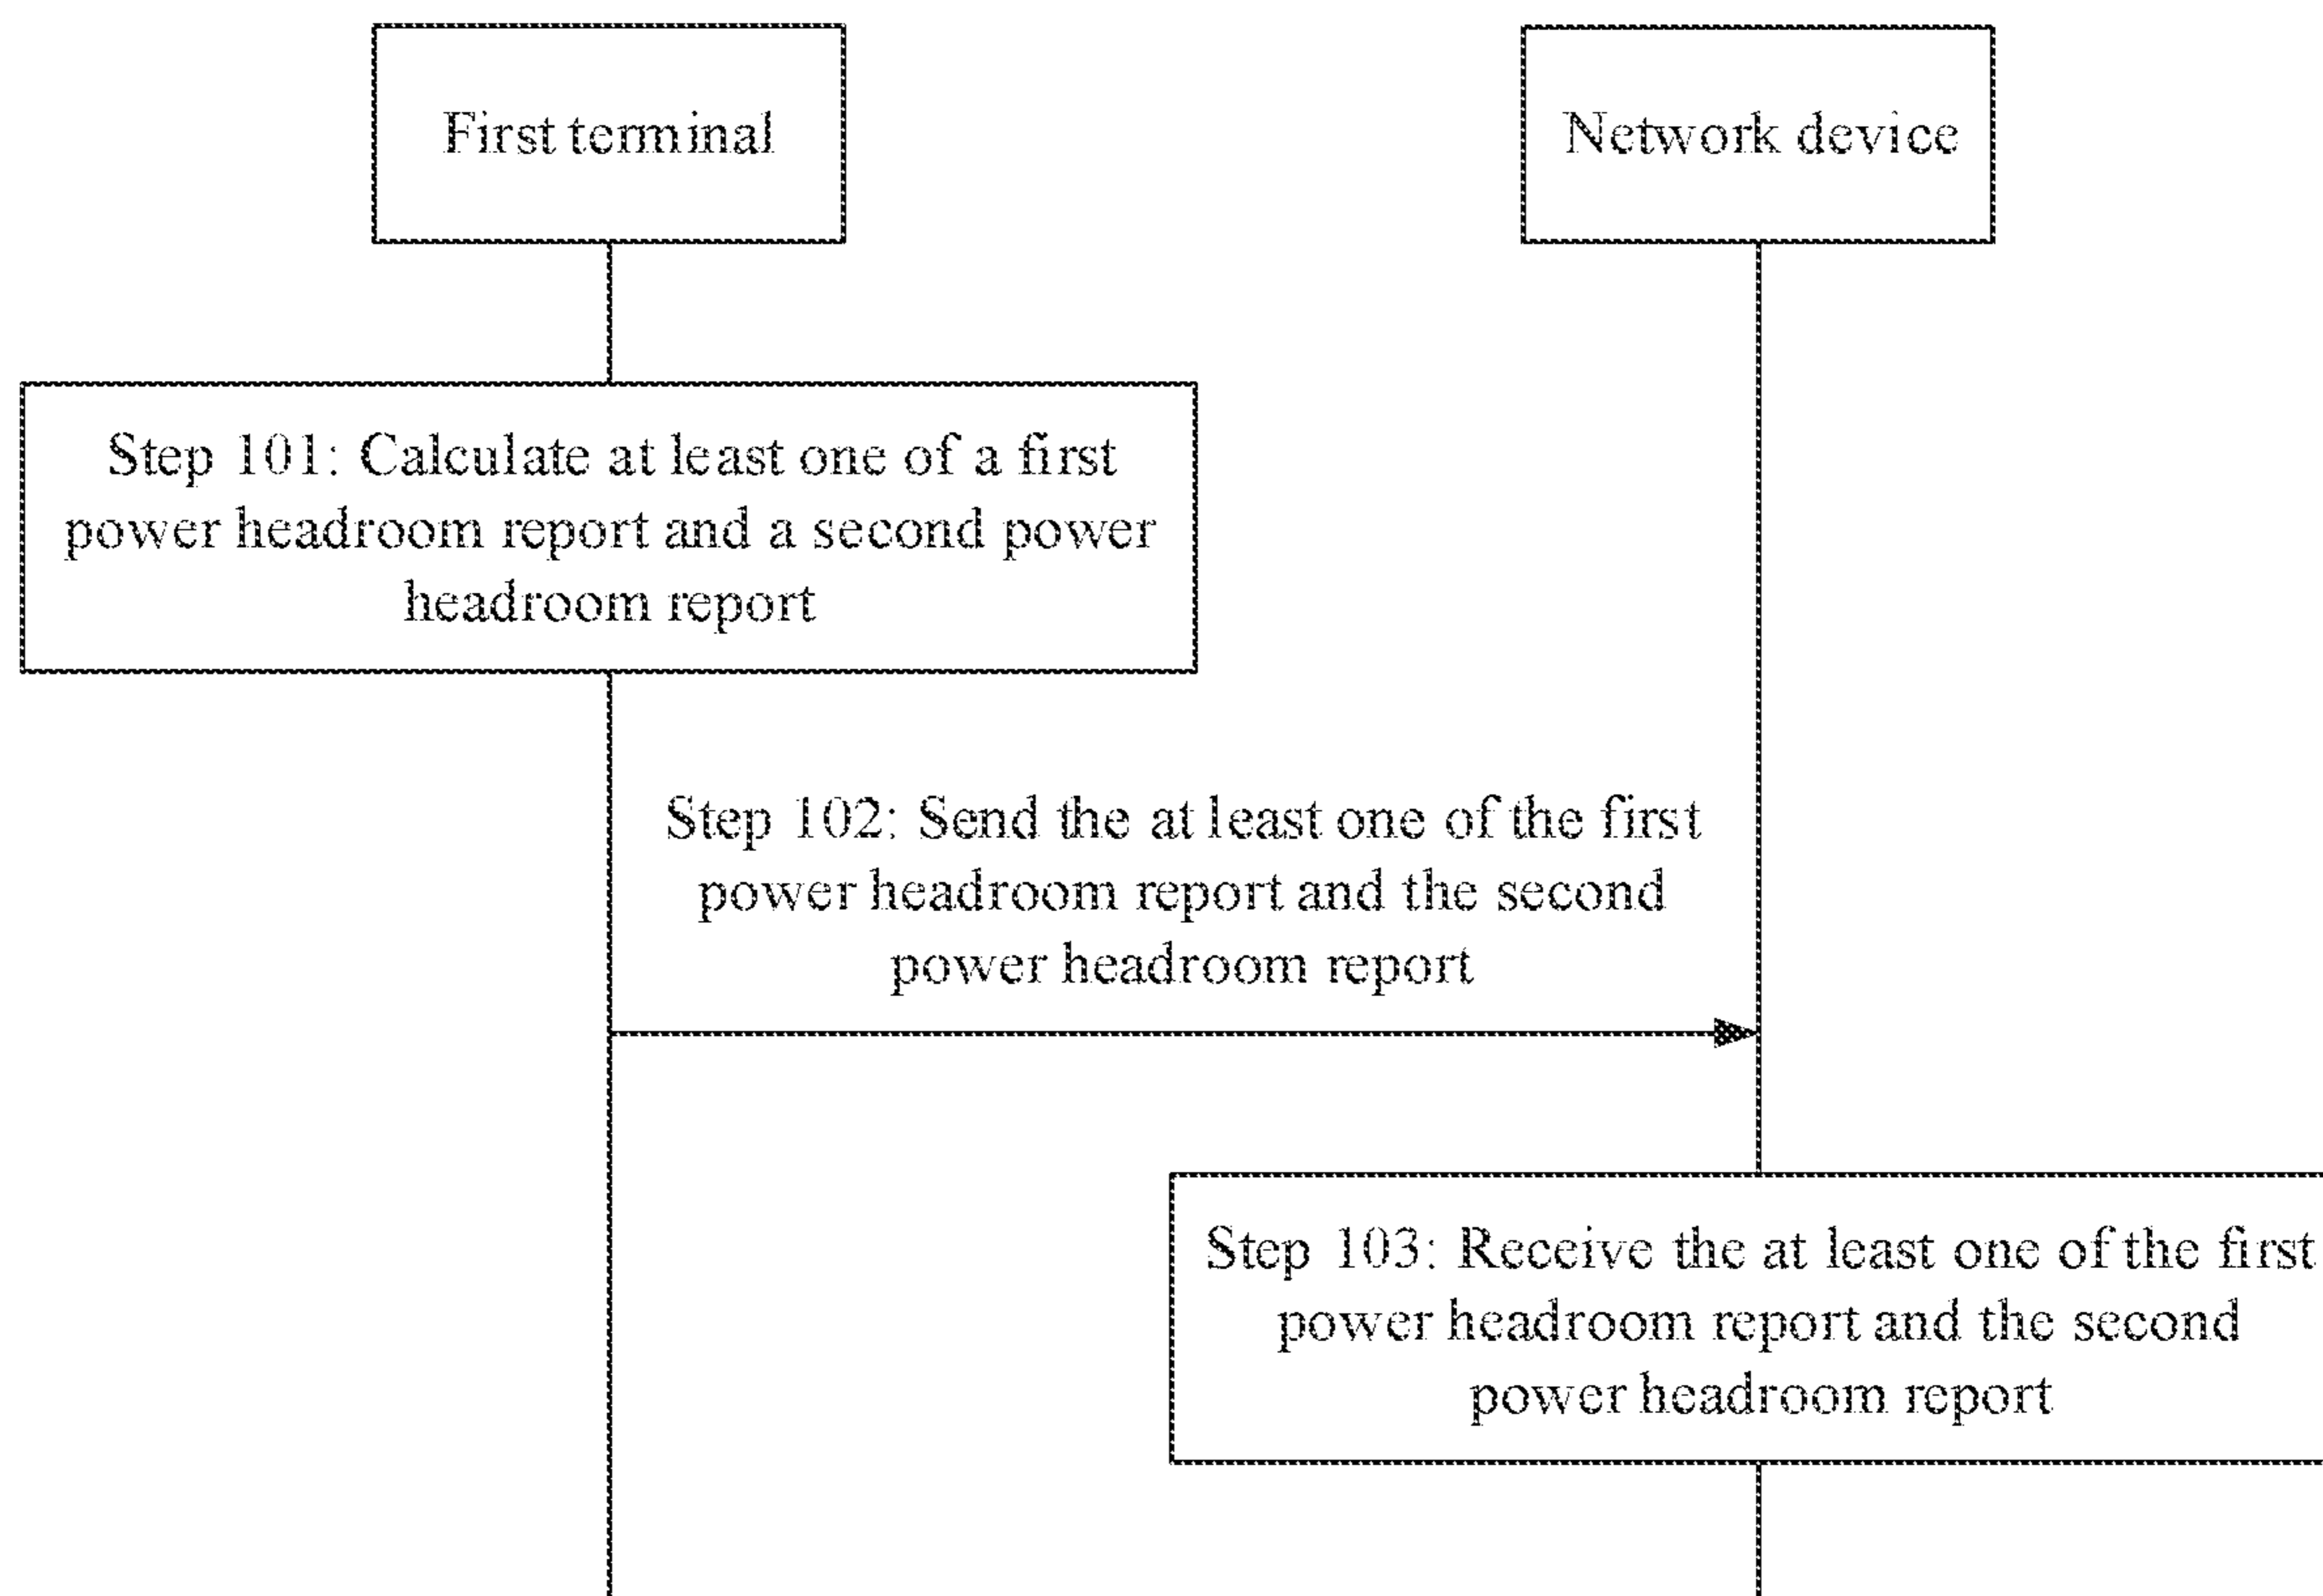 First terminal
Network device
Step 101: Calculate at least one of a first
power headroom report and a second power
headroom report
Step 102: Send the at least one of the first
power headroom report and the second
power headroom report
Step 103: Receive the at least one of the first
power headroom report and the second
power headroom report